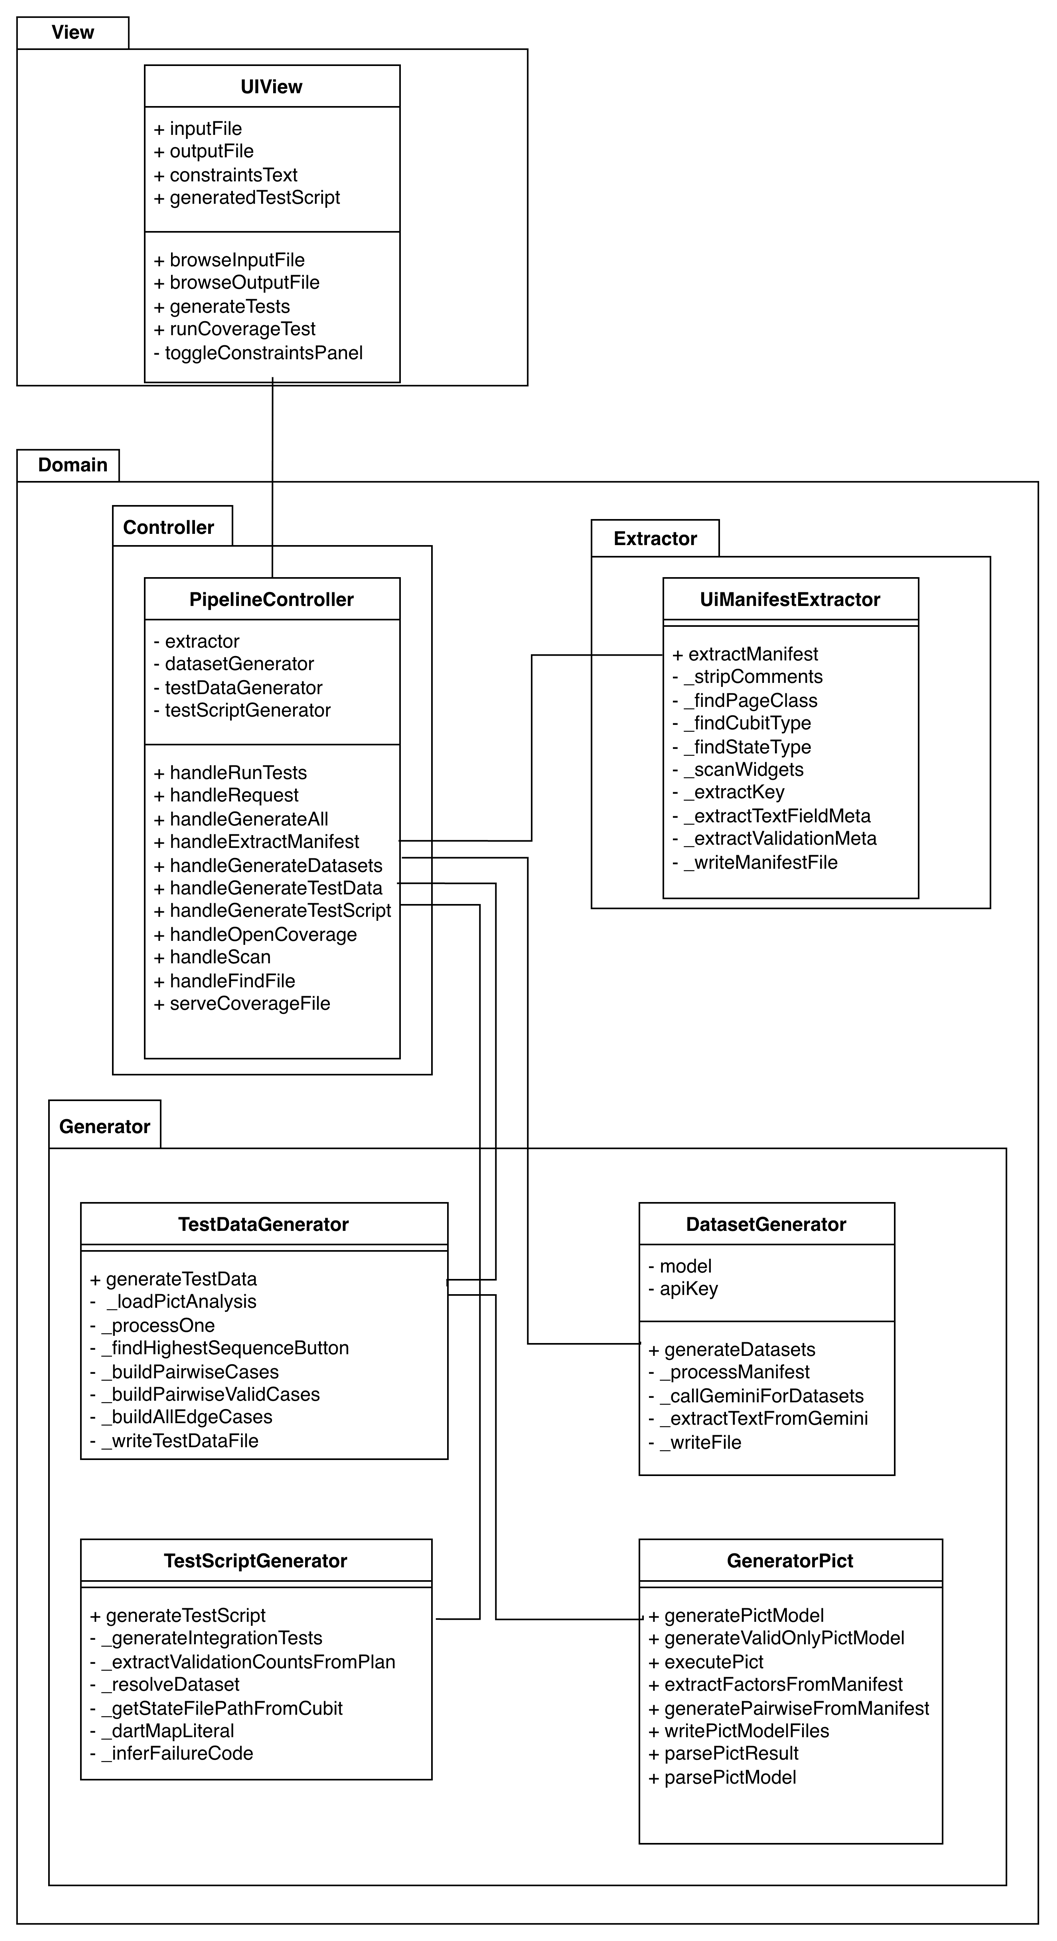 View
UIView
+ inputFile
+ outputFile
+ constraintsText
+ generatedTestScript
+ browseInputFile
+ browseOutputFile
+ generateTests
+ runCoverageTest
- toggleConstraintsPanel
Domain
Controller
PipelineController
- extractor
- datasetGenerator
- testDataGenerator
- testScriptGenerator
+ handleRunTests
+ handleRequest
+ handleGenerateAll
+ handleExtractManifest
+ handleGenerateDatasets
+ handleGenerateTestData
+ handleGenerateTestScript
+ handleOpenCoverage
+ handleScan
+ handleFindFile
+ serveCoverageFile
Extractor
UiManifestExtractor
+ extractManifest
- _stripComments
- _findPageClass
- _findCubitType
- _findStateType
- _scanWidgets
- _extractKey
- _extractTextFieldMeta
- _extractValidationMeta
- _writeManifestFile
Generator
TestDataGenerator
+ generateTestData
- _loadPictAnalysis
- _processOne
- _findHighestSequenceButton
- _buildPairwiseCases
- _buildPairwiseValidCases
- _buildAllEdgeCases
- _writeTestDataFile
DatasetGenerator
- model
- apiKey
+ generateDatasets
- _processManifest
- _callGeminiForDatasets
- _extractTextFromGemini
- _writeFile
TestScriptGenerator
+ generateTestScript
- _generateIntegrationTests
- _extractValidationCountsFromPlan
- _resolveDataset
- _getStateFilePathFromCubit
- _dartMapLiteral
- _inferFailureCode
GeneratorPict
+ generatePictModel
+ generateValidOnlyPictModel
+ executePict
+ extractFactorsFromManifest
+ generatePairwiseFromManifest
+ writePictModelFiles
+ parsePictResult
+ parsePictModel